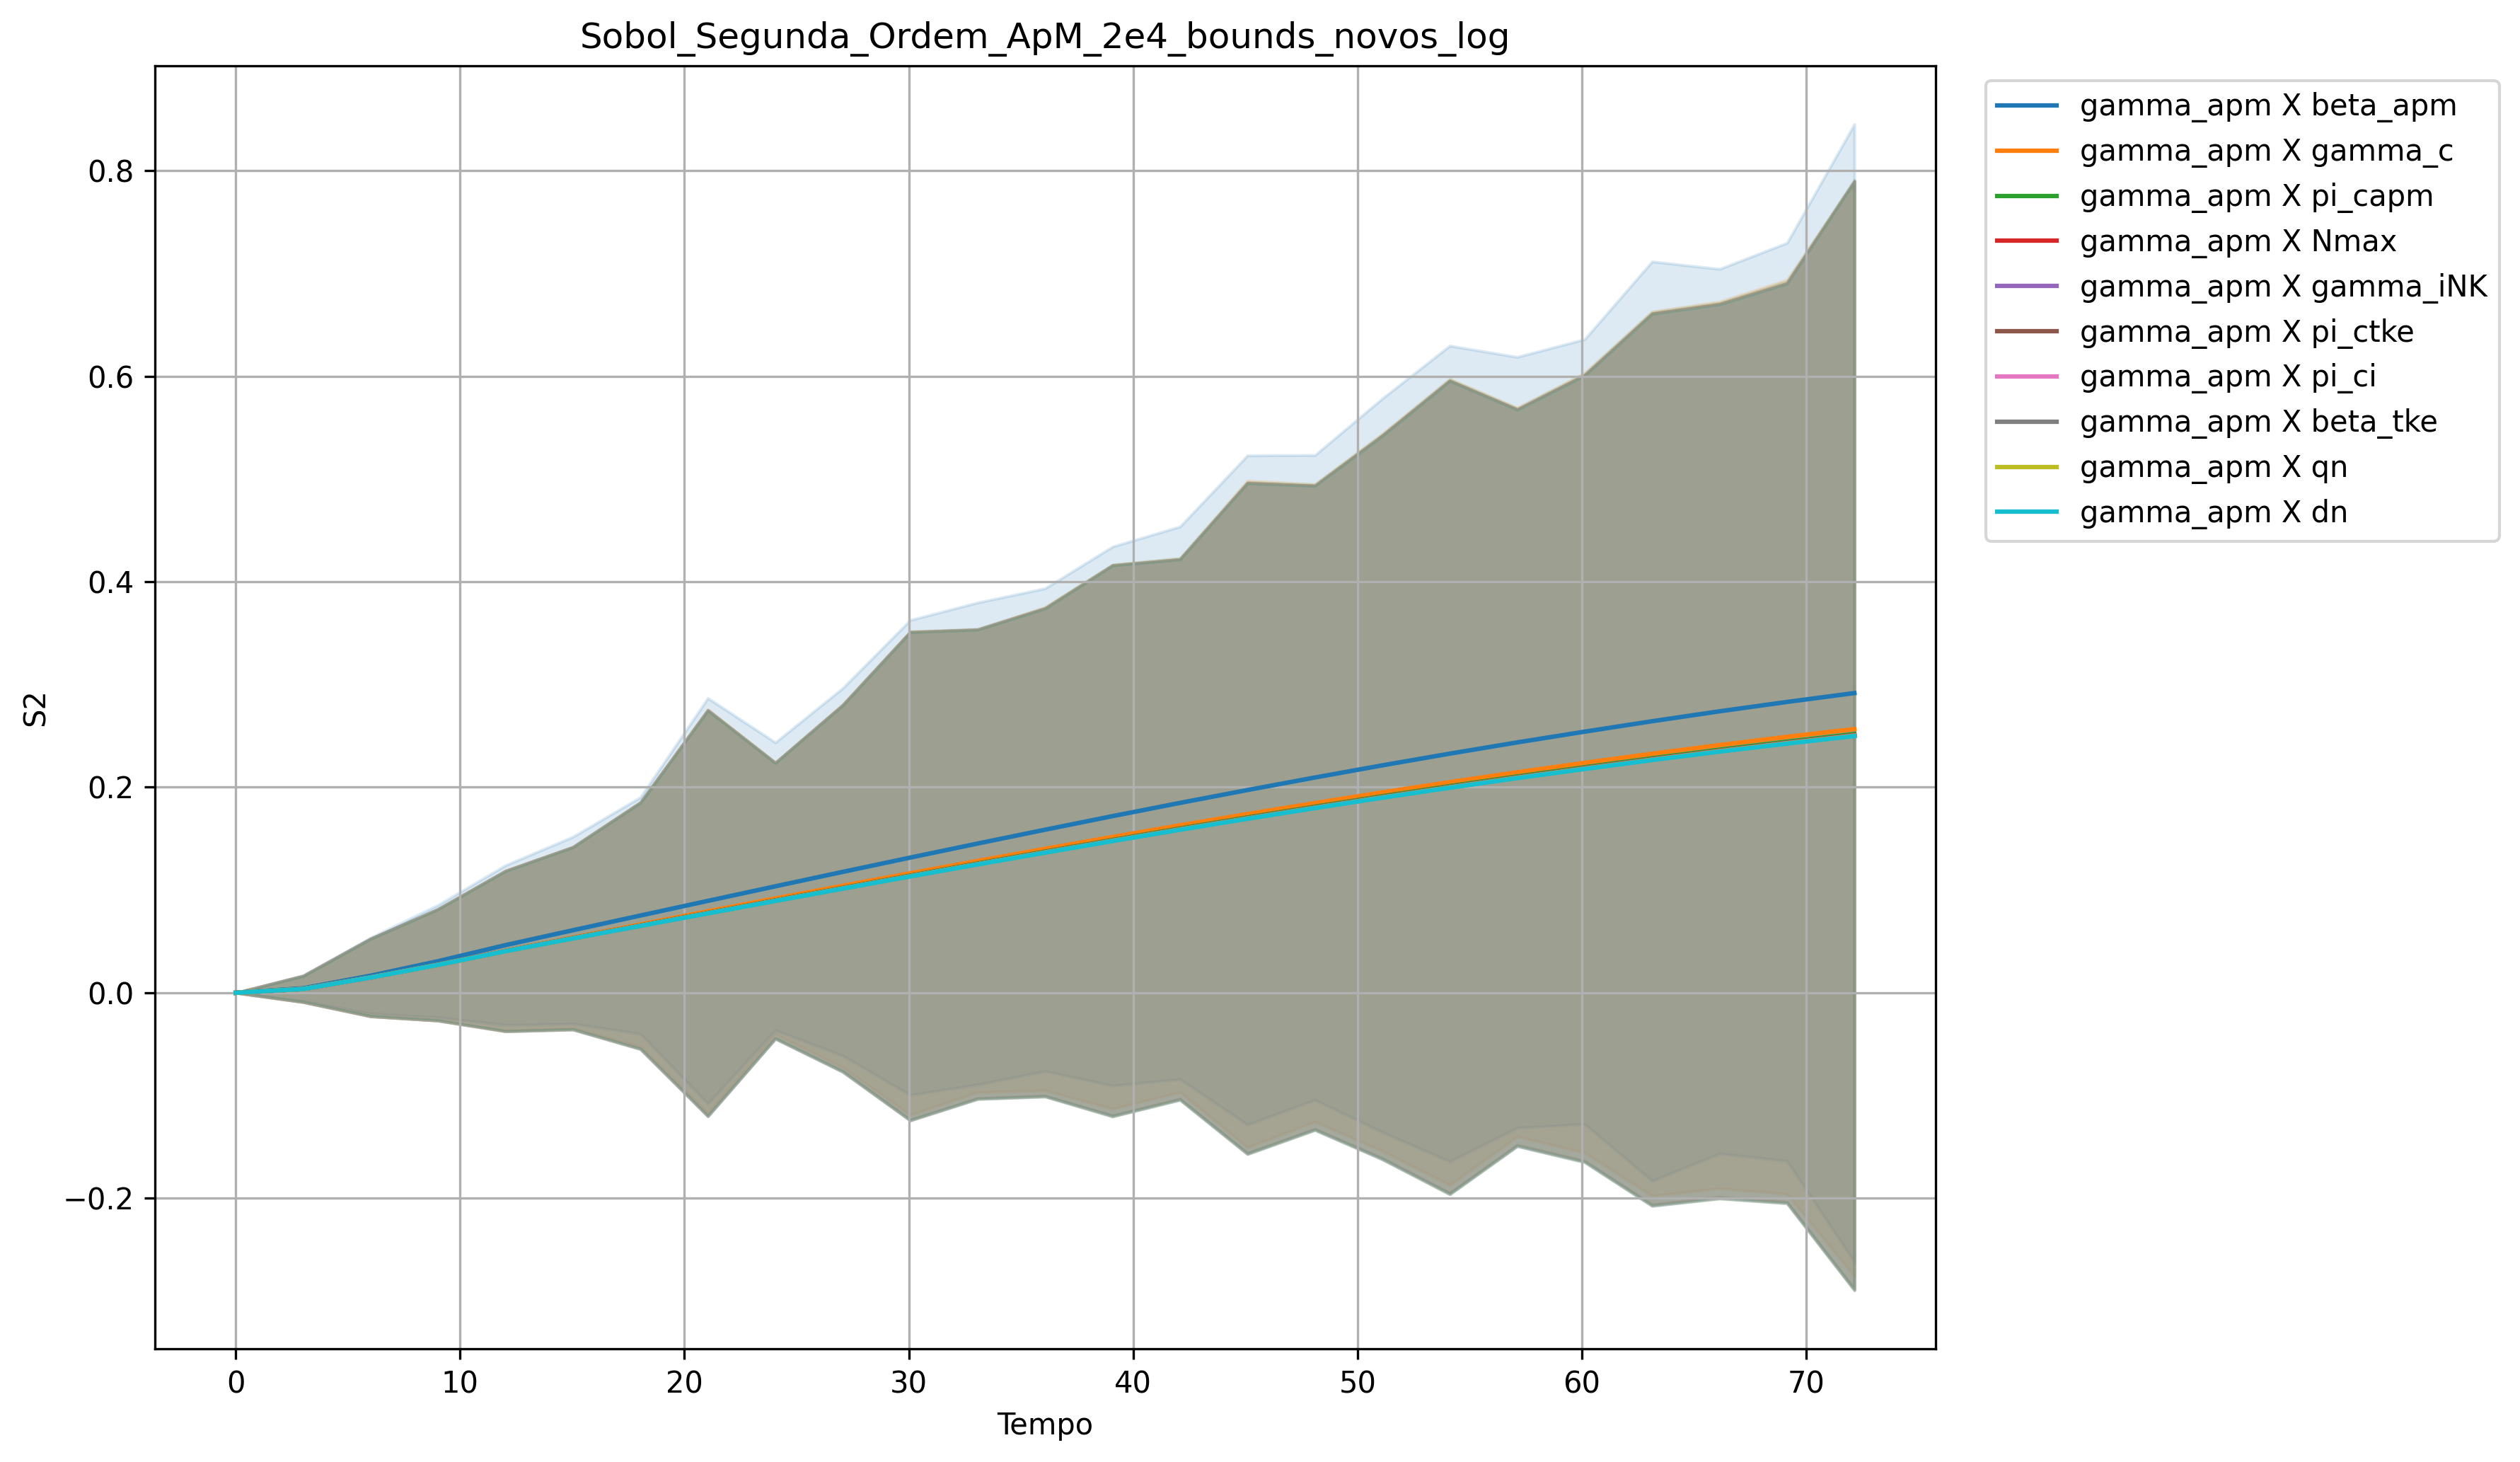 Sobol_Segunda_Ordem_ApM_2e4_bounds_novos_log
gamma_apm X beta_apm
gamma_apm X gamma_c
gamma_apm X pi_capm
gamma_apm X Nmax
gamma_apm X gamma_iNK
gamma_apm X pi_ctke
gamma_apm X pi_ci
gamma_apm X beta_tke
gamma_apm X qn
gamma_apm X dn
S2
0.8
0.6
0.4
0.2
0.0
−0.2
0 10 20 30 40 50 60 70
Tempo